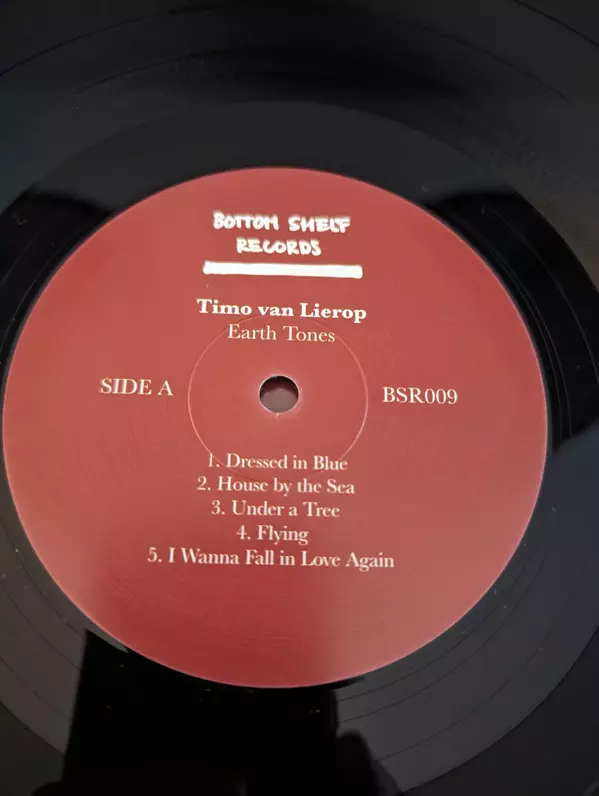 BOTTOM SHELF
RECORDS
Timo van Lierop
Earth Tones
SIDE A
BSR009
1. Dressed in Blue
2. House by the Sea
3. Under a Tree
4. Flying
5. I Wanna Fall in Love Again